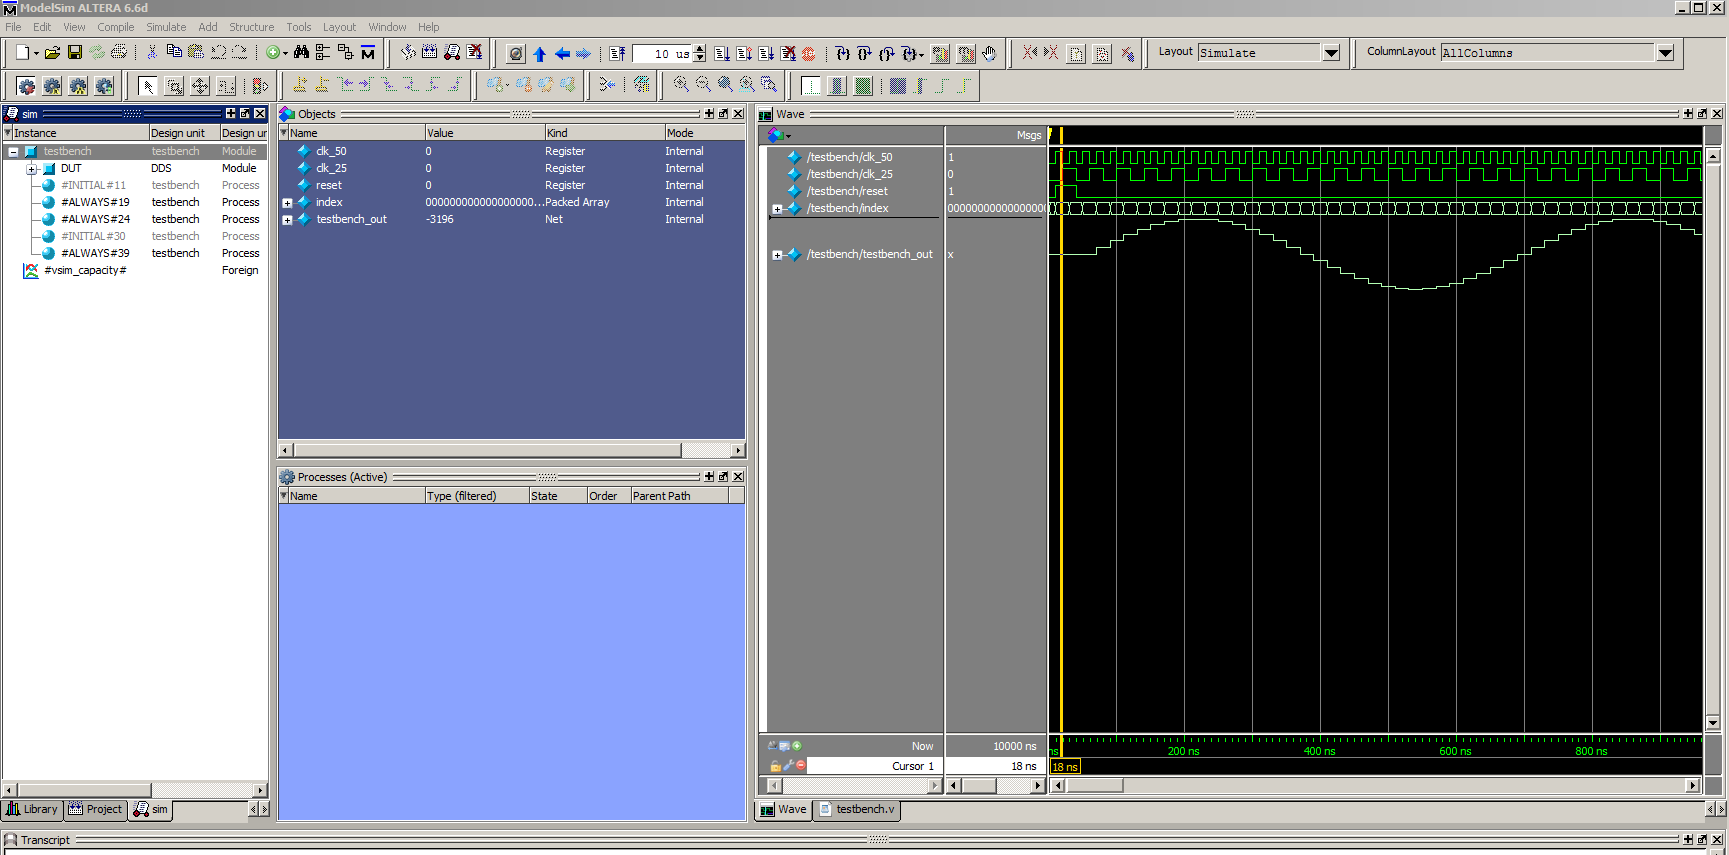 ModelSim ALTERA 6.6d
File Edit View Compile Simulate Add Structure Tools Layout Window Help
10 us
Layout Simulate
ColumnLayout AllColumns
sim
Instance Design unit Design ur
testbench testbench Module
DUT DDS Module
#INITIAL#11 testbench Process
#ALWAYS#19 testbench Process
#ALWAYS#24 testbench Process
#INITIAL#30 testbench Process
#ALWAYS#39 testbench Process
#vsim_capacity# Foreign
Library Project sim
Objects
Name Value Kind Mode
clk_50 0 Register Internal
clk_25 0 Register Internal
reset 0 Register Internal
index 000000000000000000... Packed Array Internal
testbench_out -3196 Net Internal
Processes (Active)
Name Type (filtered) State Order Parent Path
Wave
Msgs
/testbench/clk_50 1
/testbench/clk_25 0
/testbench/reset 1
/testbench/index 0000000000000000
/testbench/testbench_out x
Now 10000 ns
ns 200 ns 400 ns 600 ns 800 ns
Cursor 1 18 ns
18 ns
Wave testbench.v
Transcript